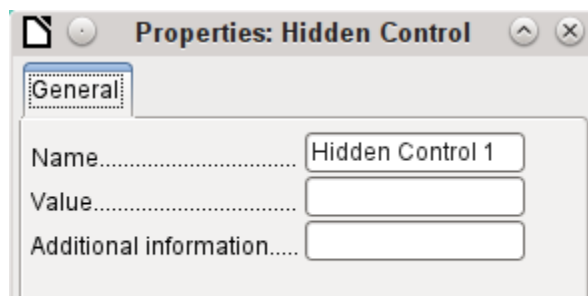 Properties: Hidden Control
General
Name.............................. Hidden Control 1
Value...............................
Additional information.....